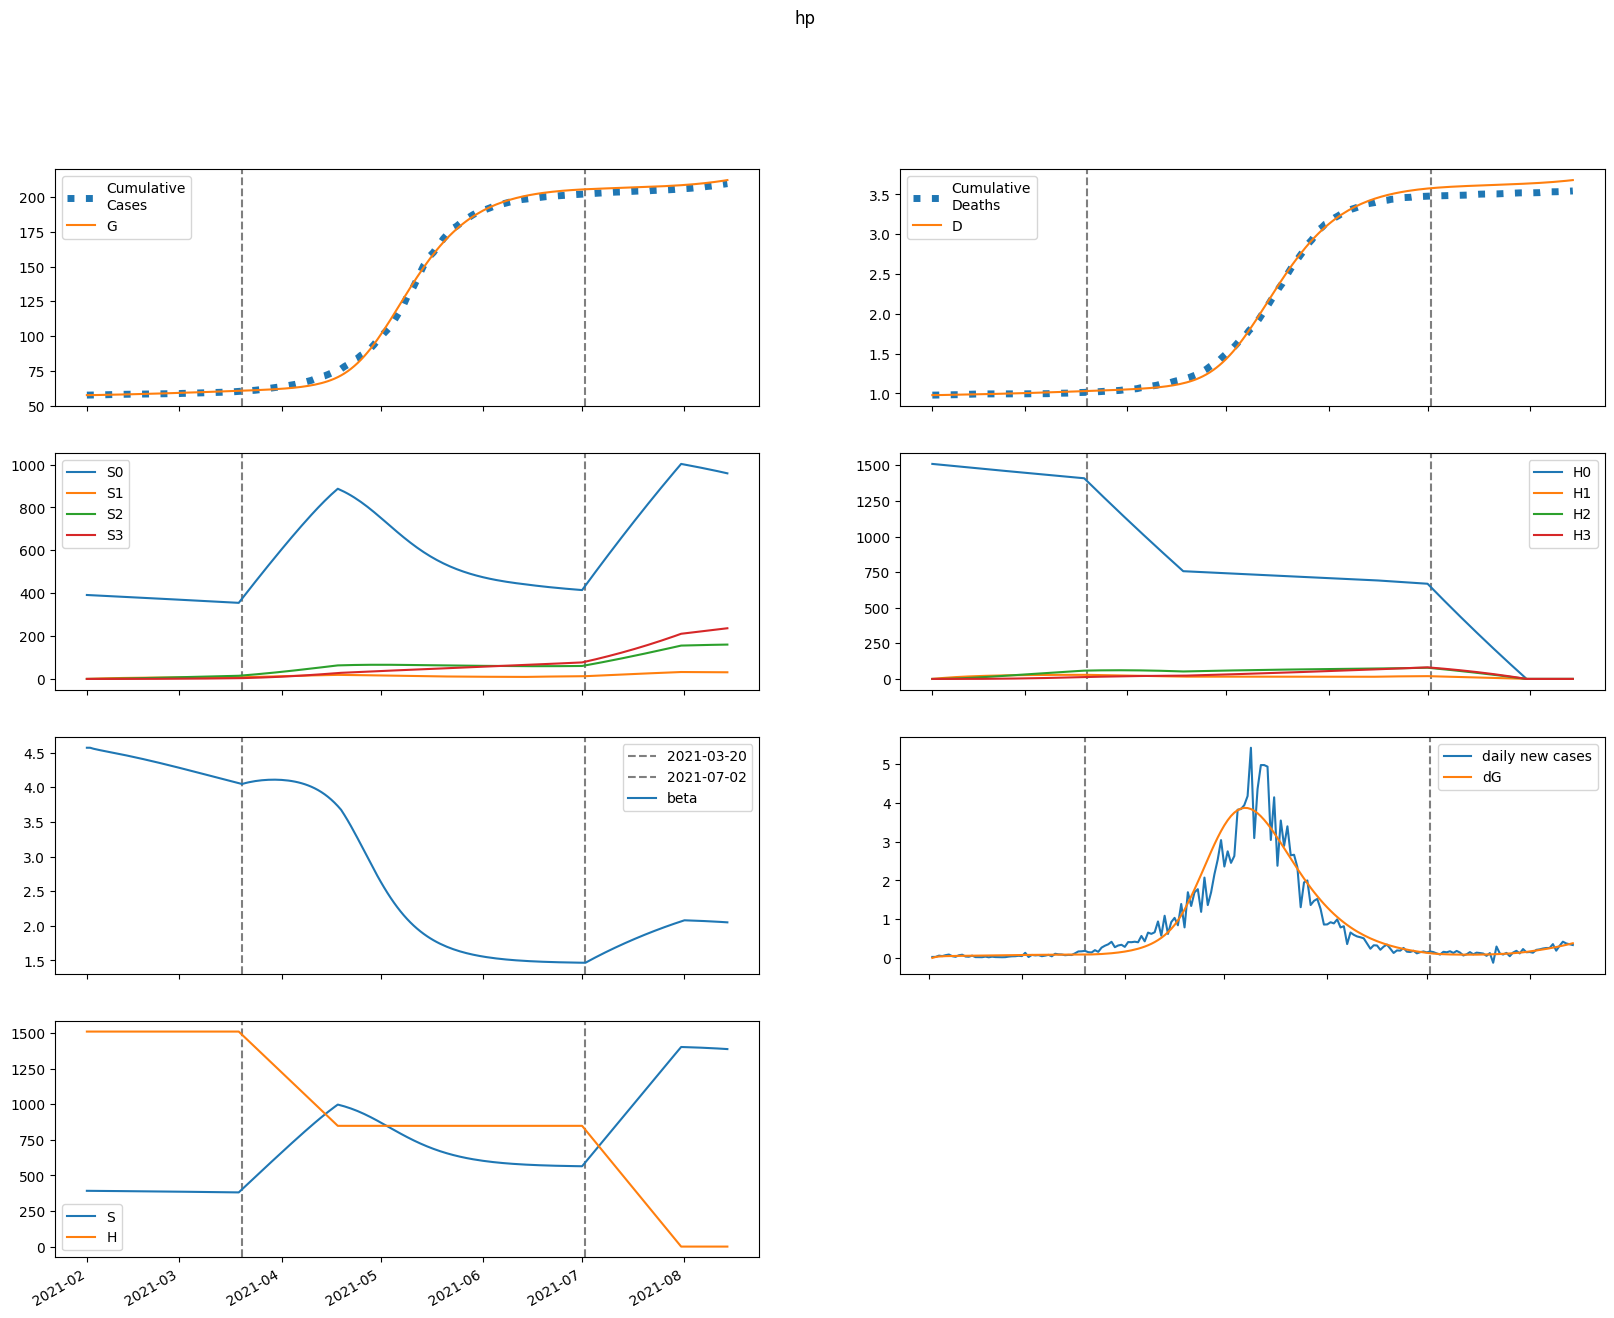 hp
Cumulative
Cases
G
200
175
150
125
100
75
50
Cumulative
Deaths
D
3.5
3.0
2.5
2.0
1.5
1.0
S0
S1
S2
S3
1000
800
600
400
200
0
H0
H1
H2
H3
1500
1250
1000
750
500
250
0
2021-03-20
2021-07-02
beta
4.5
4.0
3.5
3.0
2.5
2.0
1.5
daily new cases
dG
5
4
3
2
1
0
1500
1250
1000
750
500
250
0
S
H
2021-02
2021-03
2021-04
2021-05
2021-06
2021-07
2021-08